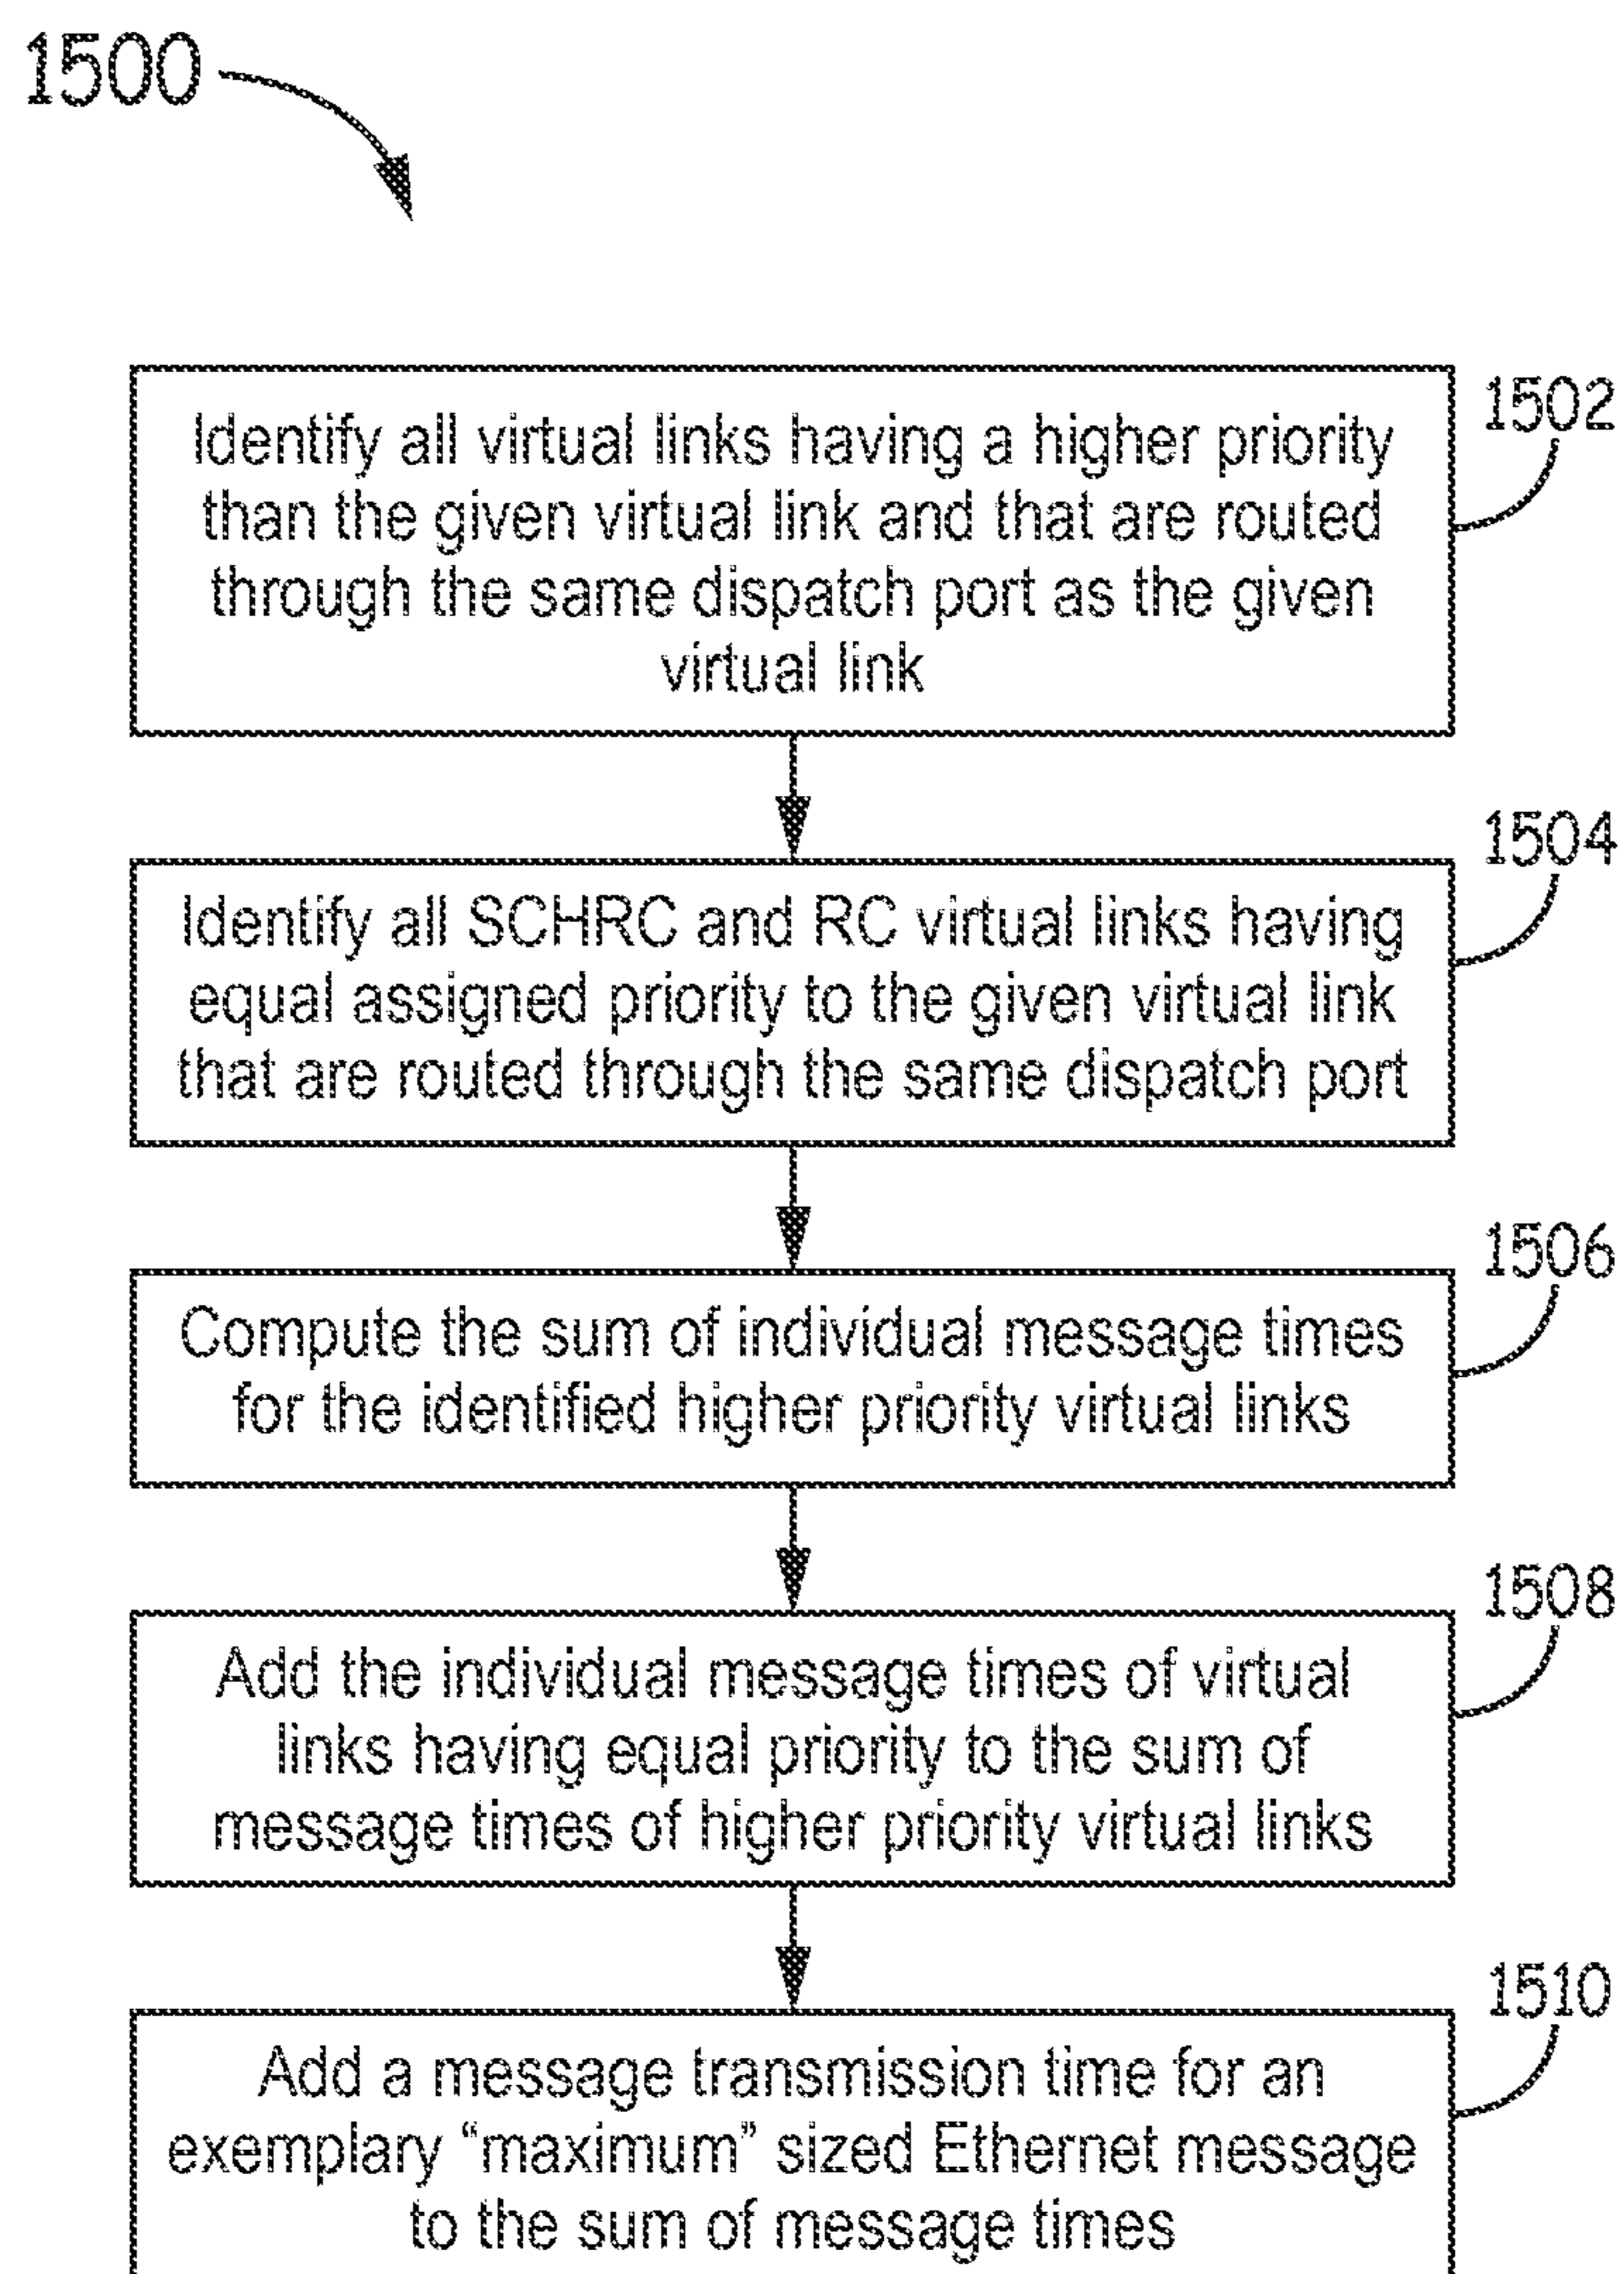 1500
1502
Identify all virtual links having a higher priority
than the given virtual link and that are routed
through the same dispatch port as the given
virtual link
1504
Identify all SCHRC and RC virtual links having
equal assigned priority to the given virtual link
that are routed through the same dispatch port
1506
Compute the sum of individual message times
for the identified higher priority virtual links
1508
Add the individual message times of virtual
links having equal priority to the sum of
message times of higher priority virtual links
1510
Add a message transmission time for an
exemplary “maximum” sized Ethernet message
to the sum of message times